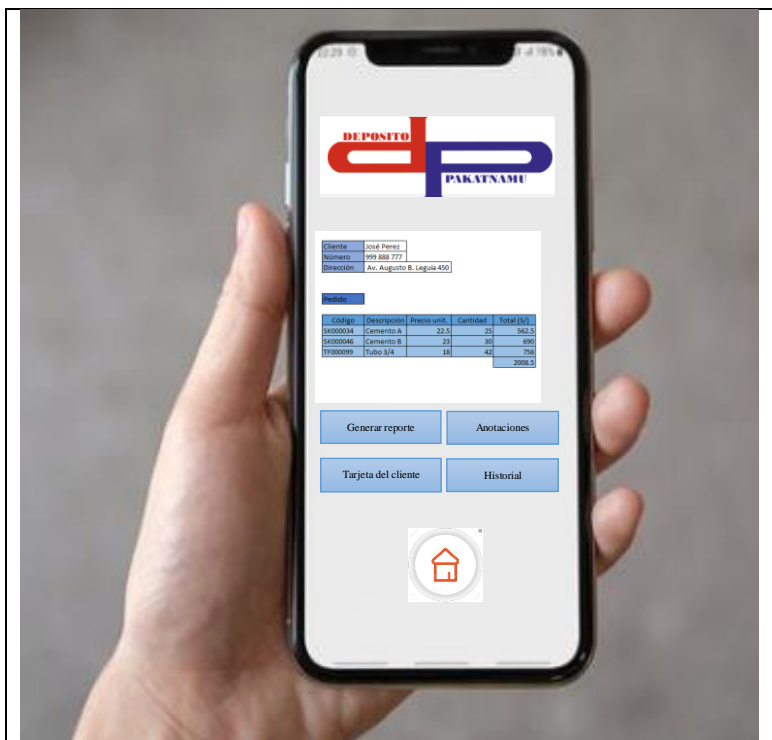 DEPOSITO
PAKATNAMU
Cliente José Perez
Número 999 888 777
Dirección Av. Augusto B. Leguía 450
Pedido
Código Descripción Precio unit. Cantidad Total (S/)
SK000034 Cemento A 22.5 25 562.5
SK000046 Cemento B 23 30 690
TF000099 Tubo 3/4 18 42 756
2008.5
Generar reporte Anotaciones
Tarjeta del cliente Historial